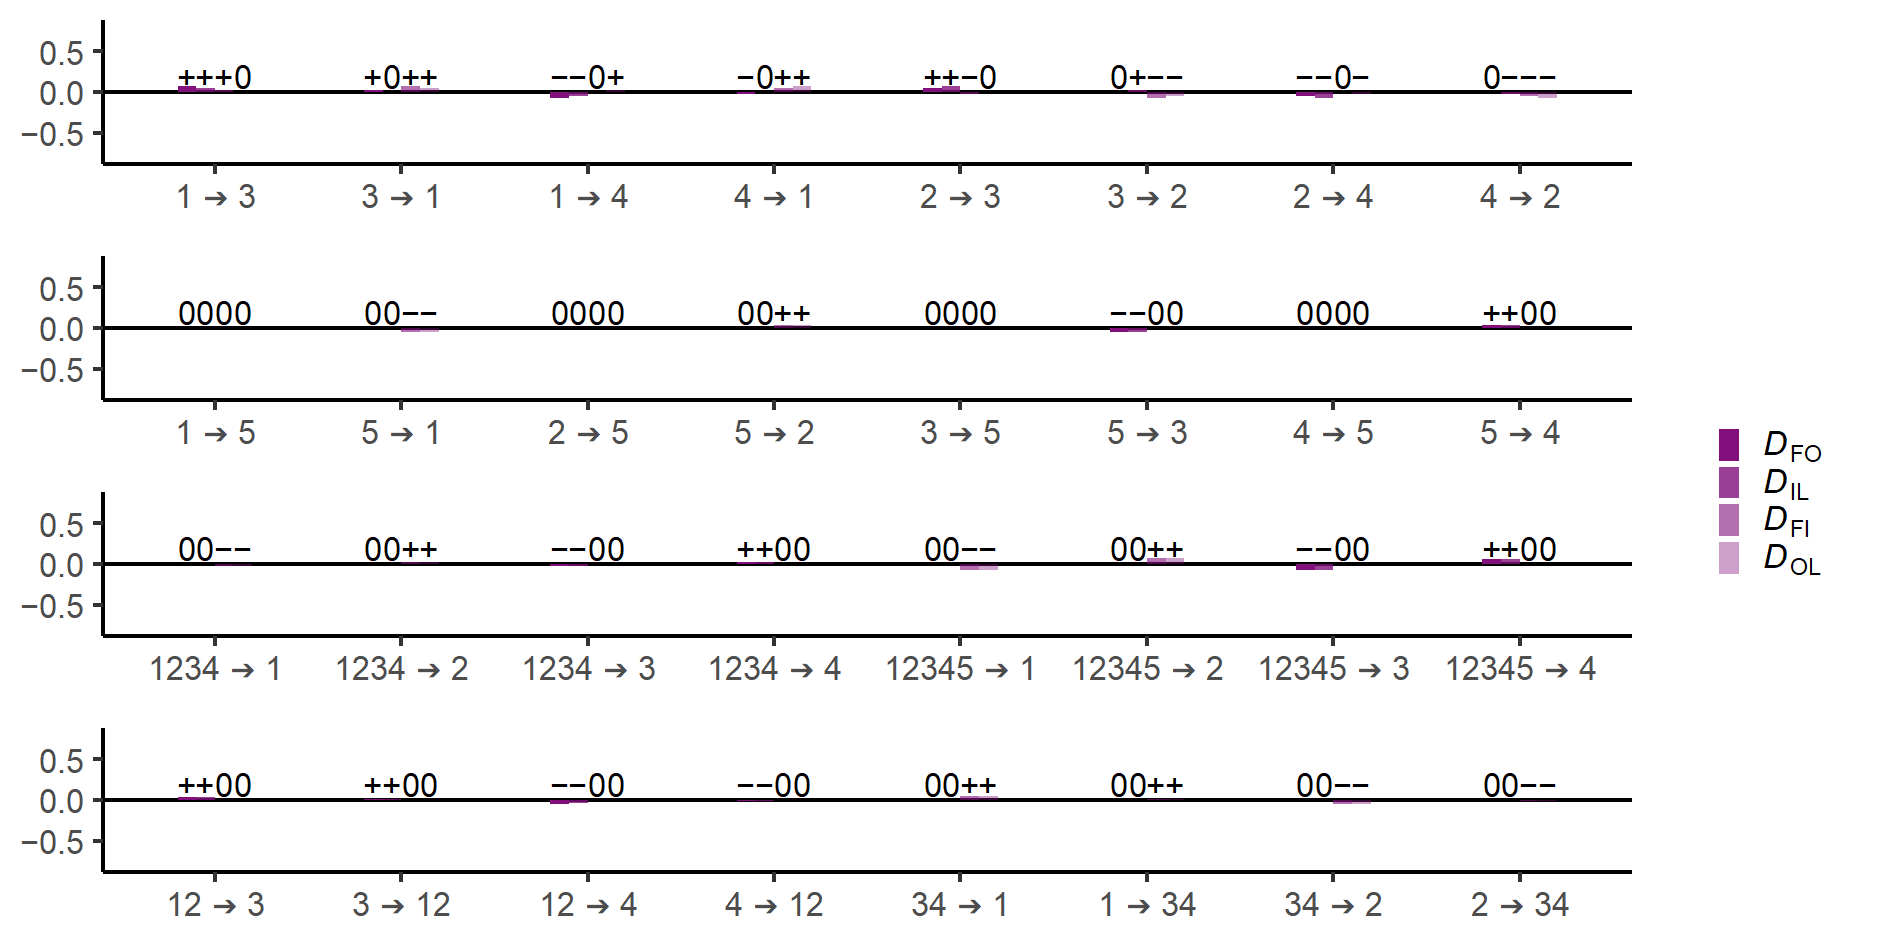 0.5
0.0
−0.5
+++0 +0++ −−0+ −0++ ++−0 0+−− −−0− 0−−−
1 → 3 3 → 1 1 → 4 4 → 1 2 → 3 3 → 2 2 → 4 4 → 2
0.5
0.0
−0.5
0000 00−− 0000 00++ 0000 −−00 0000 ++00
1 → 5 5 → 1 2 → 5 5 → 2 3 → 5 5 → 3 4 → 5 5 → 4
0.5
0.0
−0.5
00−− 00++ −−00 ++00 00−− 00++ −−00 ++00
1234 → 1 1234 → 2 1234 → 3 1234 → 4 12345 → 1 12345 → 2 12345 → 3 12345 → 4
0.5
0.0
−0.5
++00 ++00 −−00 −−00 00++ 00++ 00−− 00−−
12 → 3 3 → 12 12 → 4 4 → 12 34 → 1 1 → 34 34 → 2 2 → 34
DFO
DIL
DFI
DOL